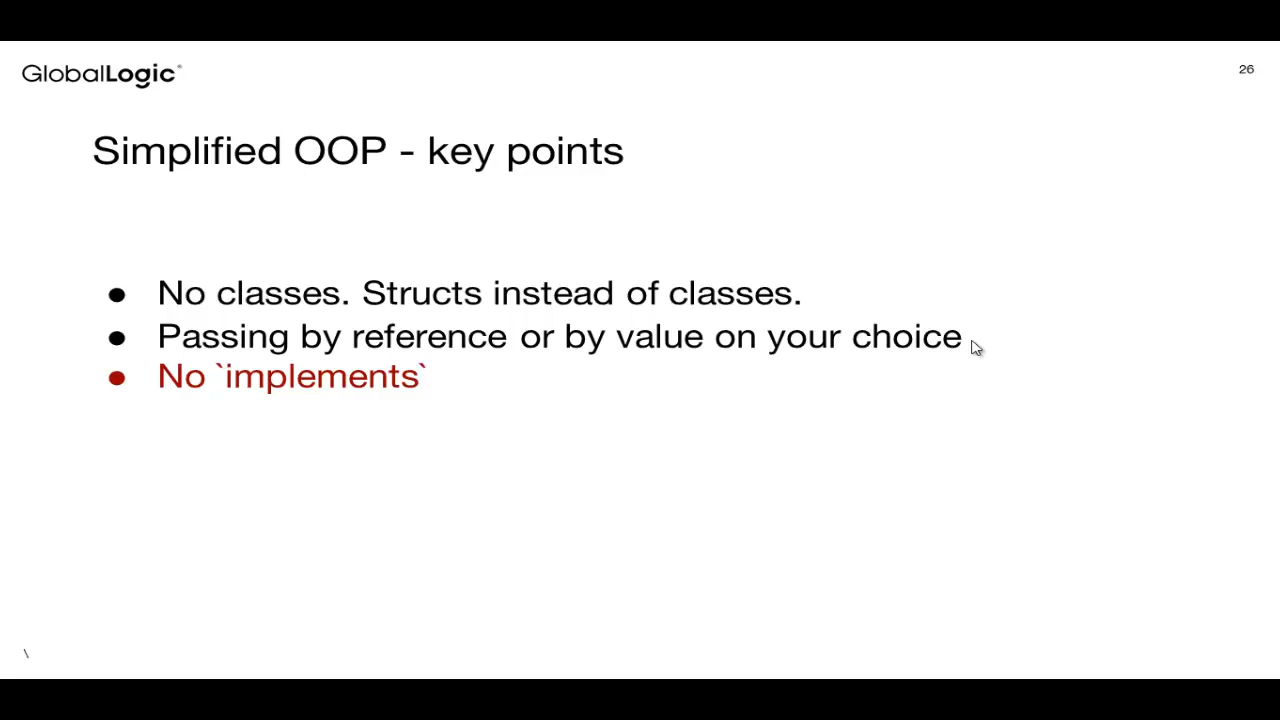 GlobalLogic®
26
Simplified OOP - key points
● No classes. Structs instead of classes.
● Passing by reference or by value on your choice
● No `implements`
\